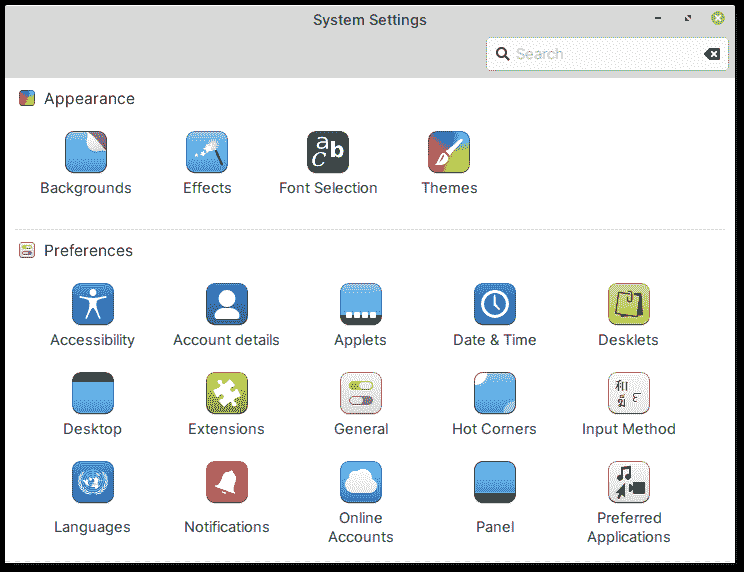 System Settings
Search
Appearance
Backgrounds
Effects
Font Selection
Themes
Preferences
Accessibility
Account details
Applets
Date & Time
Desklets
Desktop
Extensions
General
Hot Corners
Input Method
Languages
Notifications
Online
Accounts
Panel
Preferred
Applications